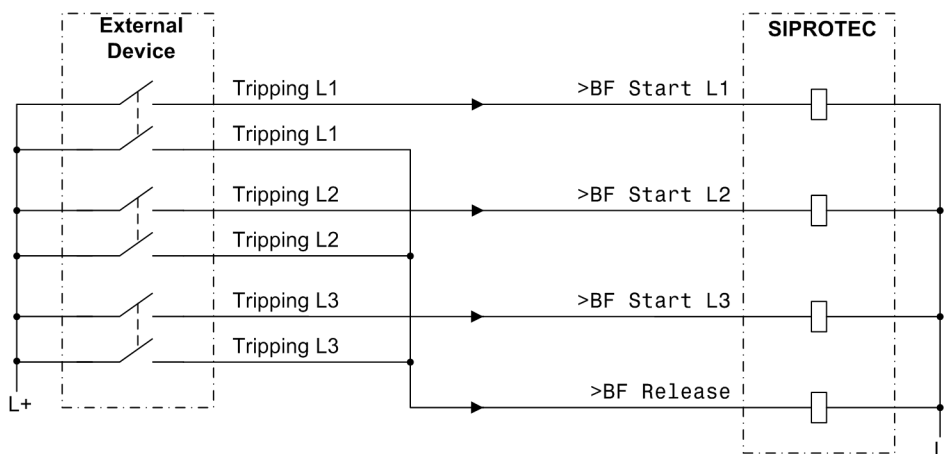 External
Device
SIPROTEC
Tripping L1
>BF Start L1
Tripping L1
Tripping L2
>BF Start L2
Tripping L2
Tripping L3
>BF Start L3
Tripping L3
>BF Release
L+
L